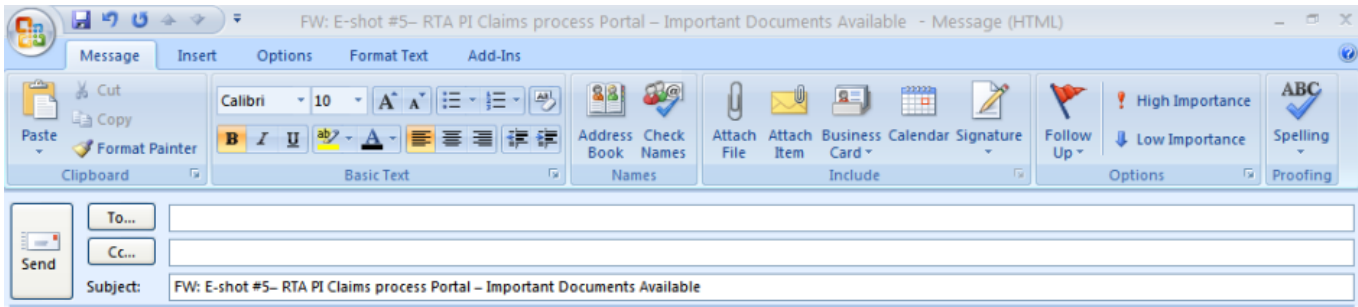 FW: E-shot #5– RTA PI Claims process Portal – Important Documents Available - Message (HTML)
Message Insert Options Format Text Add-Ins
Cut
Copy
Paste
Format Painter
Clipboard
Calibri 10
B I U ab A
Basic Text
Address Book
Check Names
Names
Attach File
Attach Item
Business Card
Calendar
Signature
Include
Follow Up
High Importance
Low Importance
Options
ABC
Spelling
Proofing
Send
To...
Cc...
Subject: FW: E-shot #5– RTA PI Claims process Portal – Important Documents Available